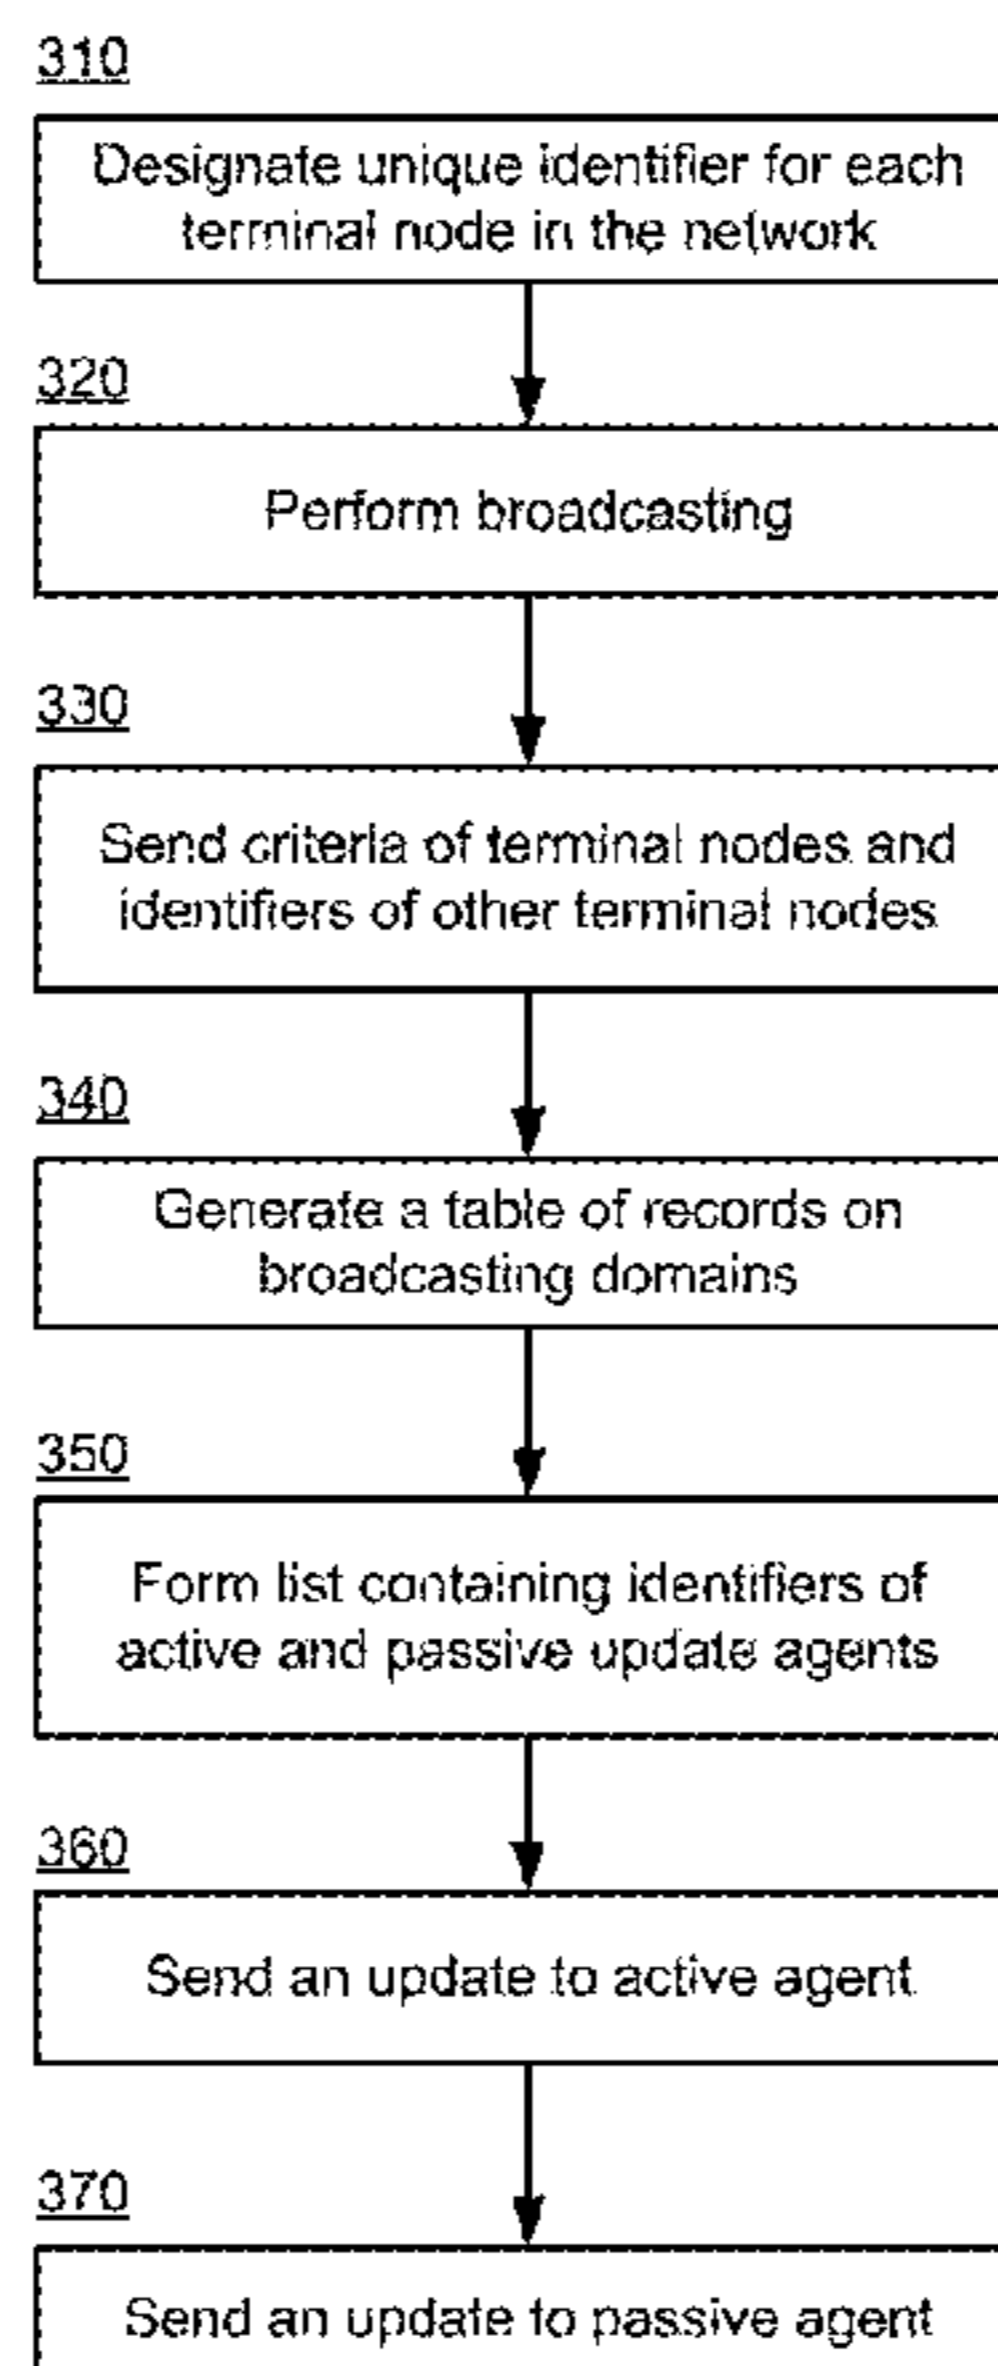 310
Designate unique identifier for each
terminal node in the network
320
Perform broadcasting
330
Send criteria of terminal nodes and
identifiers of other terminal nodes
340
Generate a table of records on
broadcasting domains
350
Form list containing identifiers of
active and passive update agents
360
Send an update to active agent
370
Send an update to passive agent